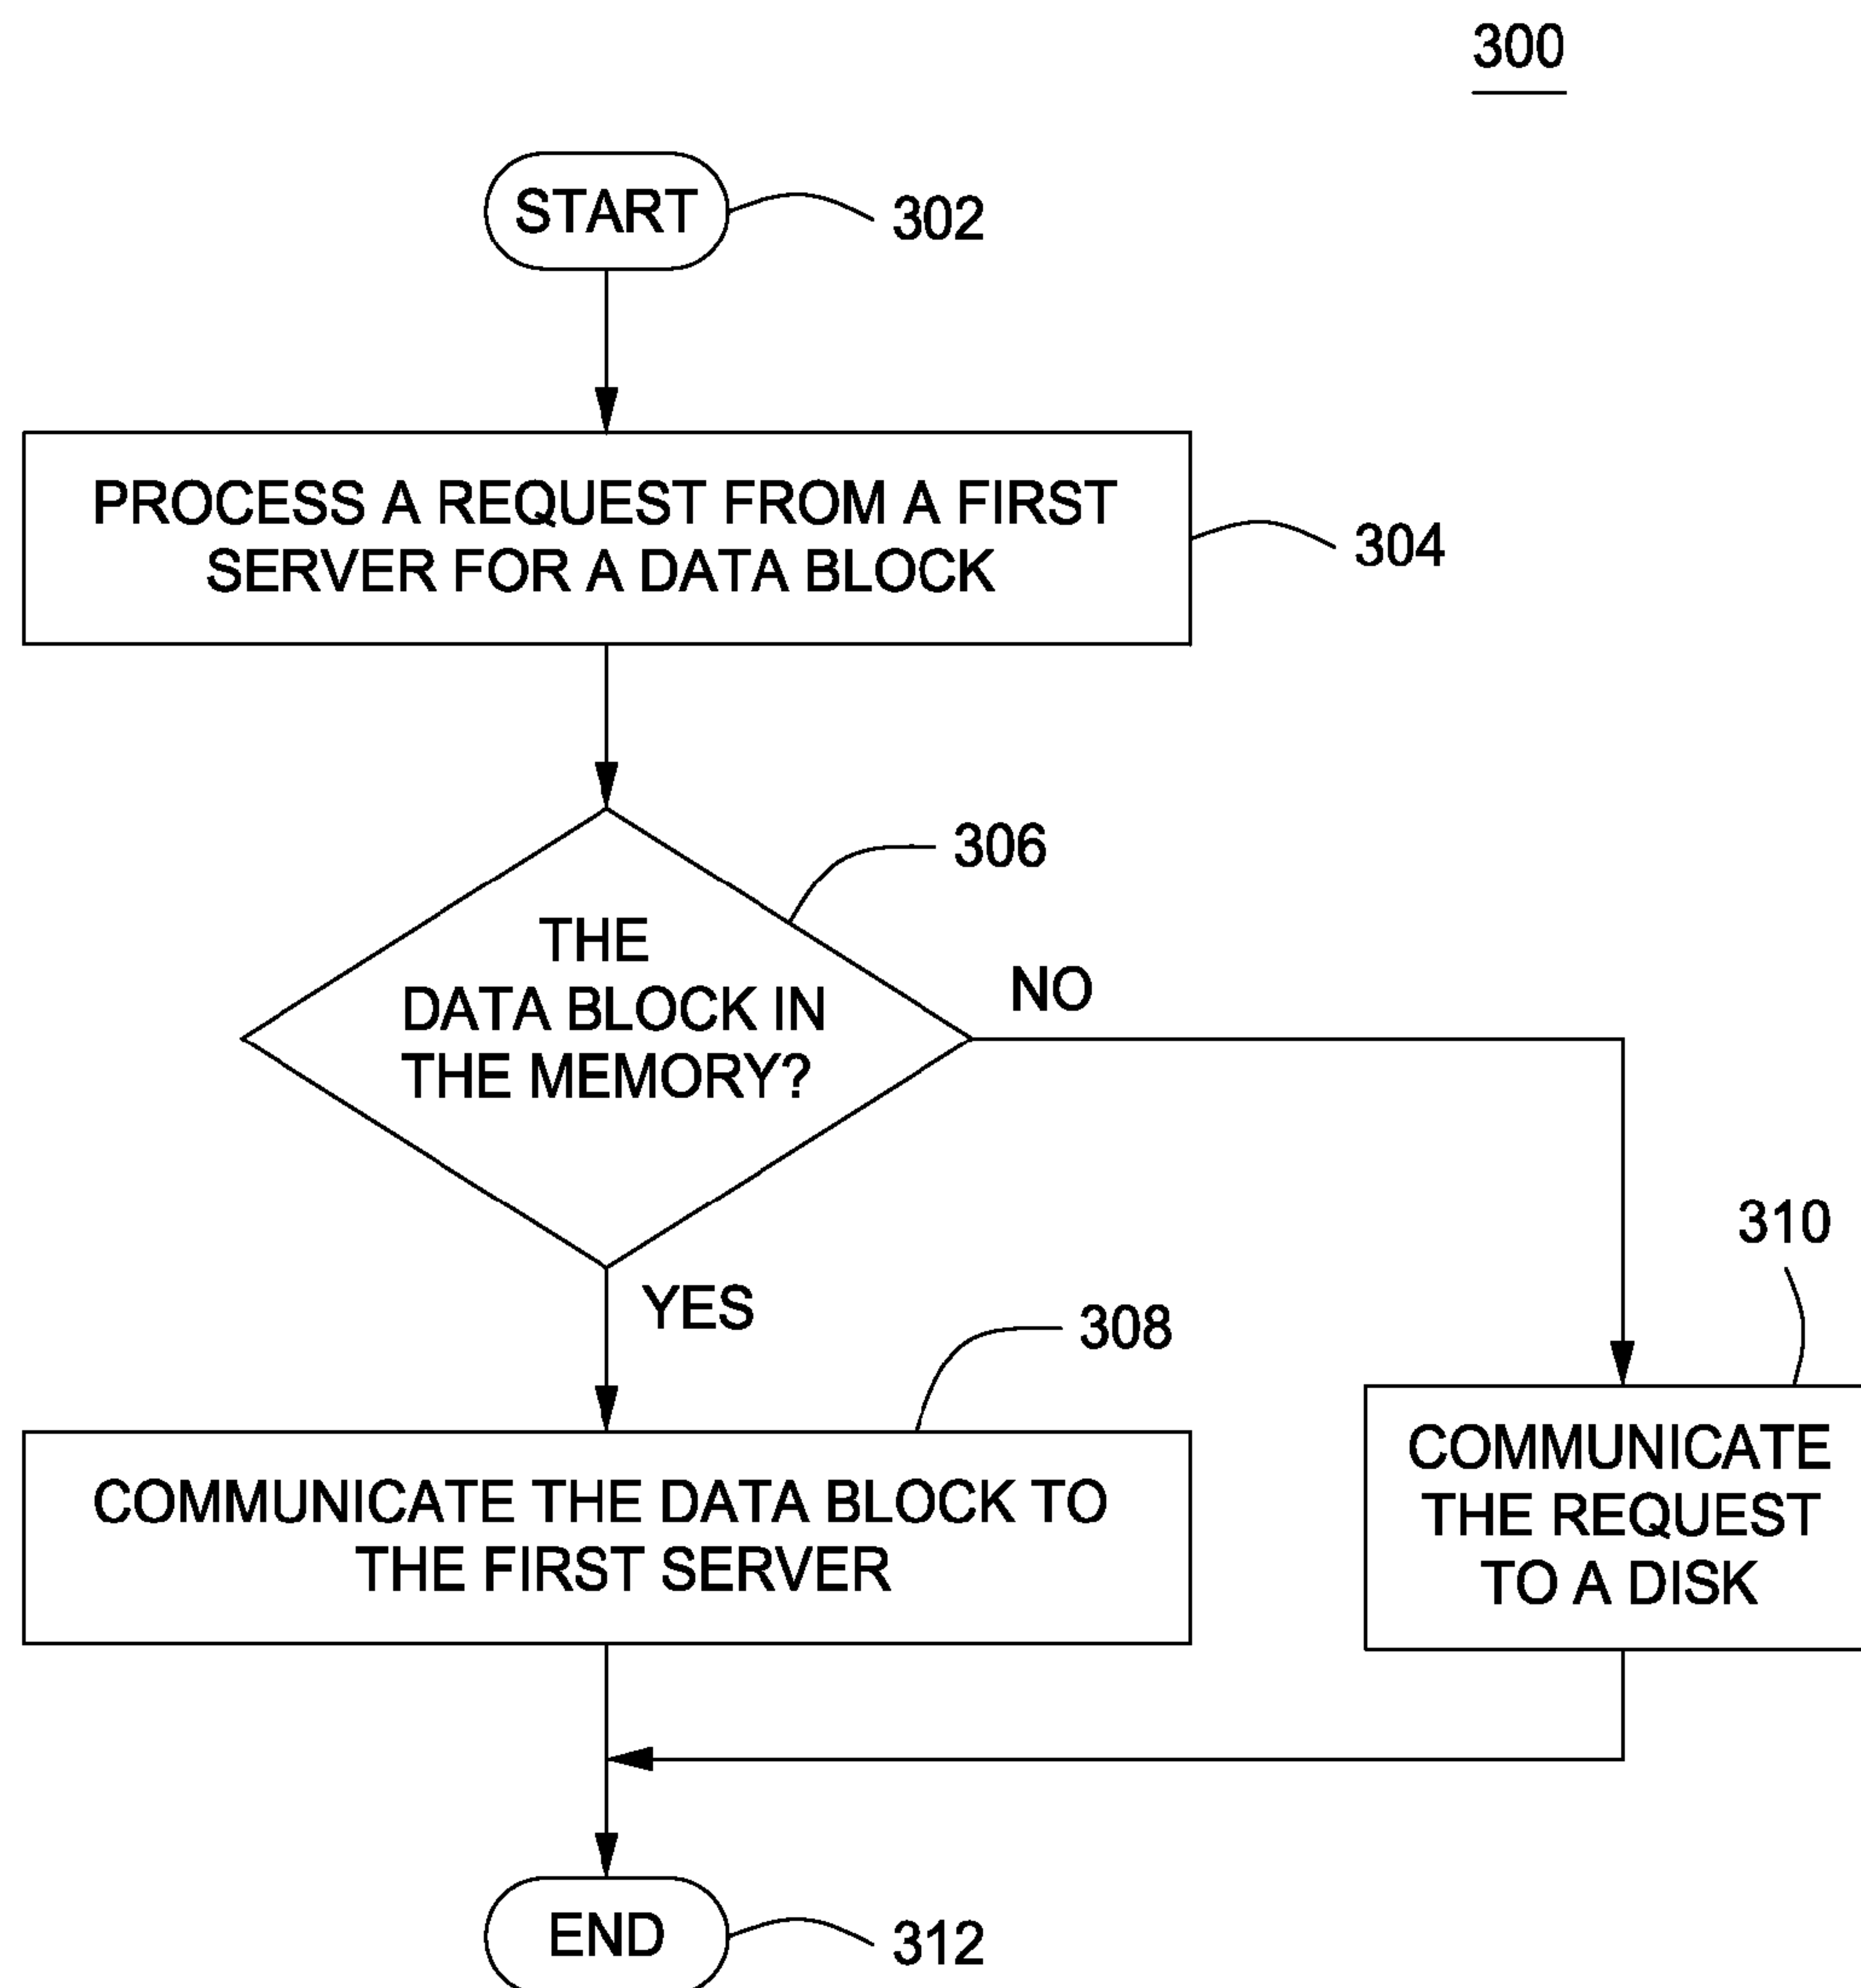 300
START
302
PROCESS A REQUEST FROM A FIRST
SERVER FOR A DATA BLOCK
304
306
THE
DATA BLOCK IN
THE MEMORY?
NO
YES
308
310
COMMUNICATE THE DATA BLOCK TO
THE FIRST SERVER
COMMUNICATE
THE REQUEST
TO A DISK
END
312